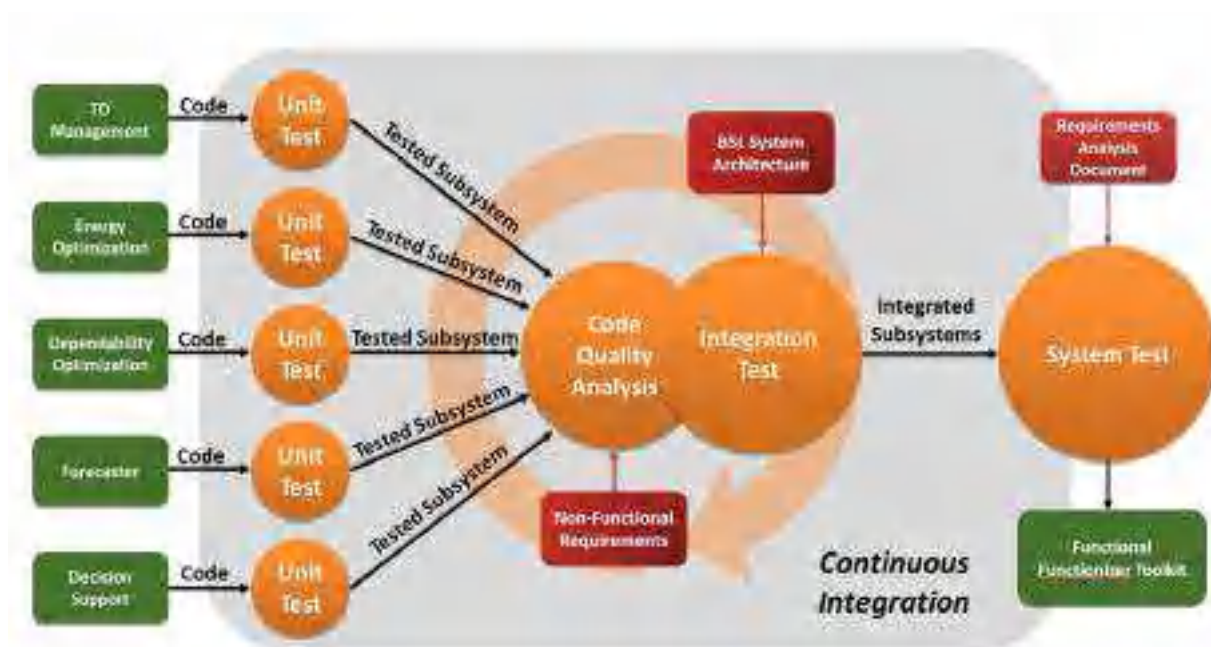 TD
Management
Code
Unit
Test
Tested Subsystem
Energy
Optimization
Code
Unit
Test
Tested Subsystem
Dependability
Optimization
Code
Unit
Test
Tested Subsystem
Forecaster
Code
Unit
Test
Tested Subsystem
Decision
Support
Code
Unit
Test
Tested Subsystem
Code
Quality
Analysis
Non-Functional
Requirements
System
Architecture
Integration
Test
Integrated
Subsystems
Requirements
Analysis
Document
System Test
Functional
Toolkit
Continuous
Integration